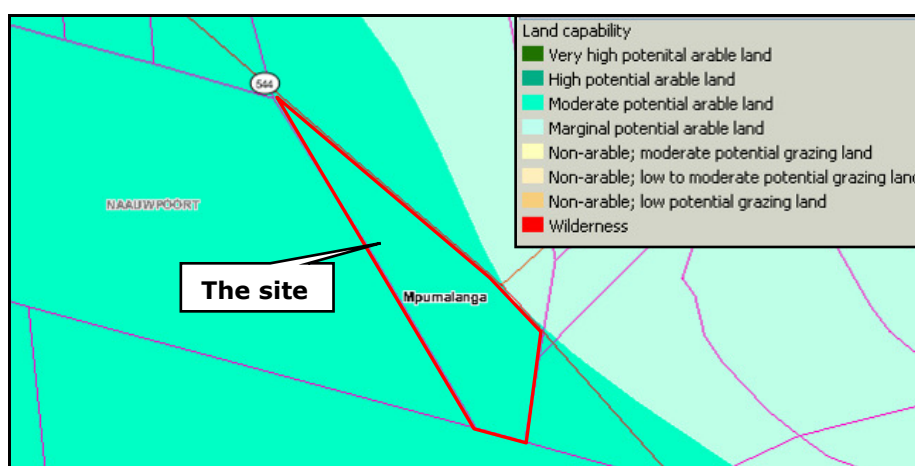 Land capability
Very high potenital arable land
High potential arable land
Moderate potential arable land
Marginal potential arable land
Non-arable; moderate potential grazing land
Non-arable; low to moderate potential grazing land
Non-arable; low potential grazing land
Wilderness
544
NAAUWPOORT
The site
Mpumalanga